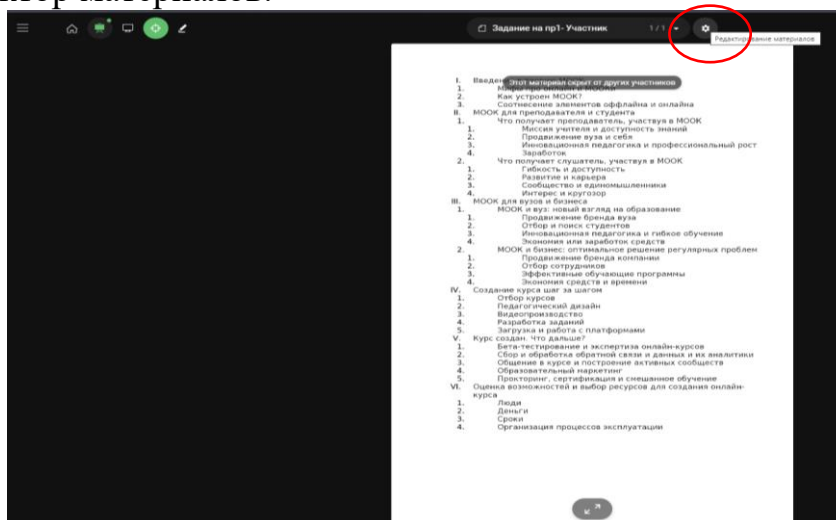 ктор материалов.
Задание на пр1- Участник 1 / 1
Редактирование материалов
I. Введен
Этот материал скрыт от других участников
1. Мифы про онлайн и МООКи
2. Как устроен МООК?
3. Соотнесение элементов оффлайна и онлайна
II. МООК для преподавателя и студента
1. Что получает преподаватель, участвуя в МООК
1. Миссия учителя и доступность знаний
2. Продвижение вуза и себя
3. Инновационная педагогика и профессиональный рост
4. Заработок
2. Что получает слушатель, участвуя в МООК
1. Гибкость и доступность
2. Развитие и карьера
3. Сообщество и единомышленники
4. Интерес и кругозор
III. МООК для вузов и бизнеса
1. МООК и вуз: новый взгляд на образование
1. Продвижение бренда вуза
2. Отбор и поиск студентов
3. Инновационная педагогика и гибкое обучение
4. Экономия или заработок средств
2. МООК и бизнес: оптимальное решение регулярных проблем
1. Продвижение бренда компании
2. Отбор сотрудников
3. Эффективные обучающие программы
4. Экономия средств и времени
IV. Создание курса шаг за шагом
1. Отбор курсов
2. Педагогический дизайн
3. Видеопроизводство
4. Разработка заданий
5. Загрузка и работа с платформами
V. Курс создан. Что дальше?
1. Бета-тестирование и экспертиза онлайн-курсов
2. Сбор и обработка обратной связи и данных и их аналитики
3. Общение в курсе и построение активных сообществ
4. Образовательный маркетинг
5. Прокторинг, сертификация и смешанное обучение
VI. Оценка возможностей и выбор ресурсов для создания онлайн-
курса
1. Люди
2. Деньги
3. Сроки
4. Организация процессов эксплуатации